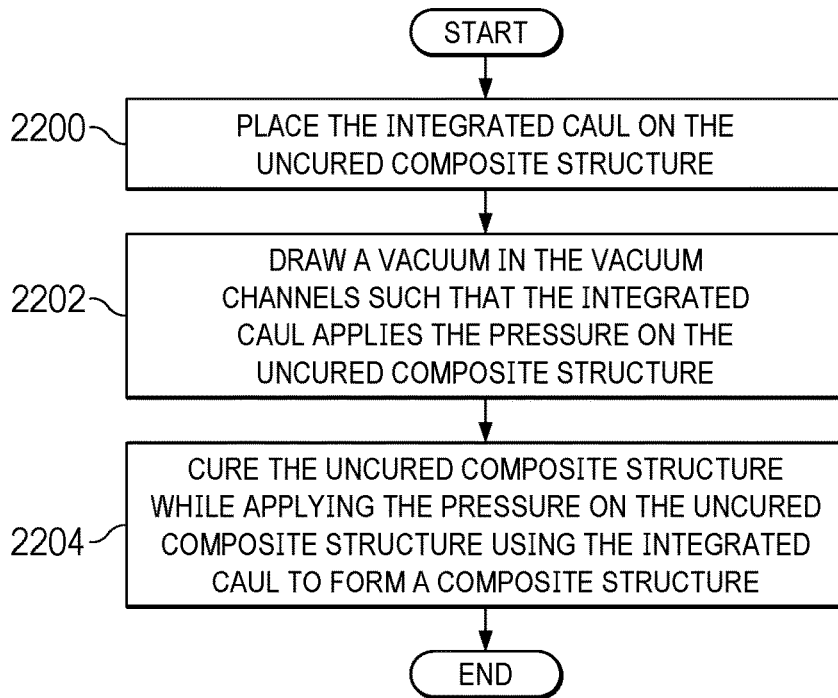 START
2200
PLACE THE INTEGRATED CAUL ON THE
UNCURED COMPOSITE STRUCTURE
2202
DRAW A VACUUM IN THE VACUUM
CHANNELS SUCH THAT THE INTEGRATED
CAUL APPLIES THE PRESSURE ON THE
UNCURED COMPOSITE STRUCTURE
2204
CURE THE UNCURED COMPOSITE STRUCTURE
WHILE APPLYING THE PRESSURE ON THE UNCURED
COMPOSITE STRUCTURE USING THE INTEGRATED
CAUL TO FORM A COMPOSITE STRUCTURE
END